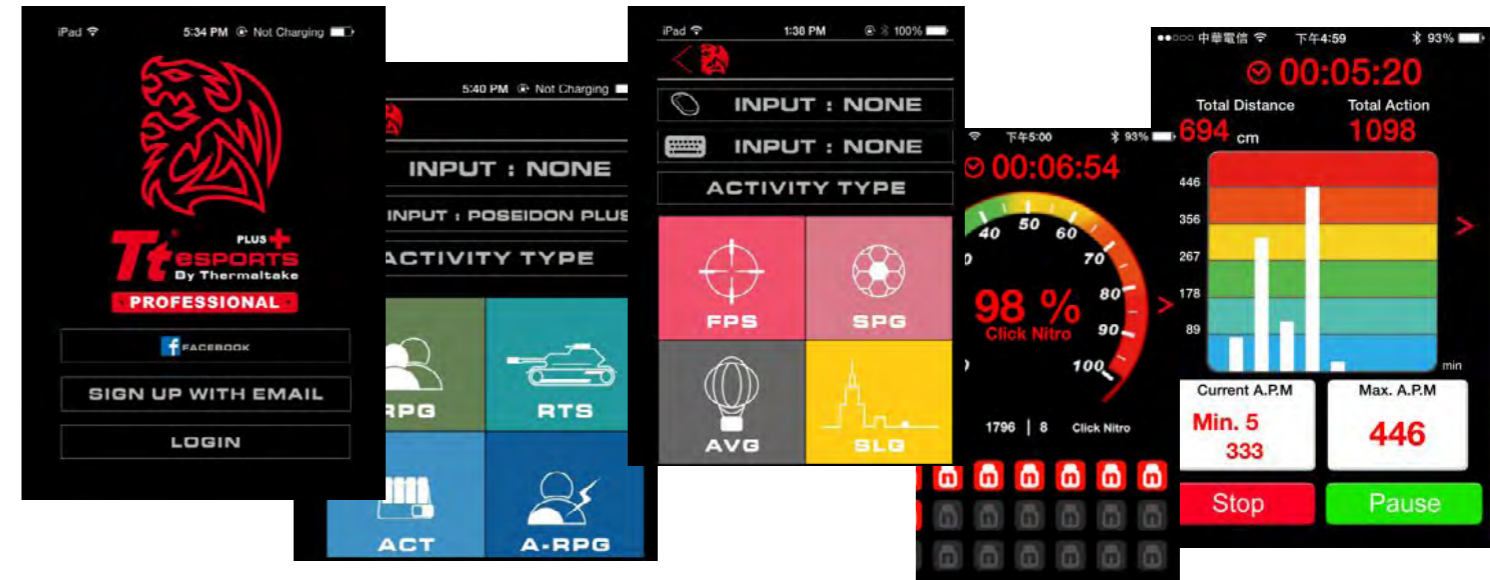 iPad 5:34 PM Not Charging
Tt
PLUS+
eSPORTS
By Thermaltake
PROFESSIONAL
FACEBOOK
SIGN UP WITH EMAIL
LOGIN
5:40 PM Not Charging
INPUT : NONE
INPUT : POSEIDON PLUS
ACTIVITY TYPE
RPG
RTS
ACT
A-RPG
iPad 1:38 PM 100%
INPUT : NONE
INPUT : NONE
ACTIVITY TYPE
FPS
SPG
AVG
SLG
下午5:00 93%
00:06:54
40 50 60
70
80
90
100
98 %
Click Nitro
1796 | 8 Click Nitro
n n n n n
n n n n n
n n n n n
中華電信 下午4:59 93%
00:05:20
Total Distance Total Action
694 cm 1098
446
356
267
178
89
min
Current A.P.M Max. A.P.M
Min. 5
333
446
Stop Pause